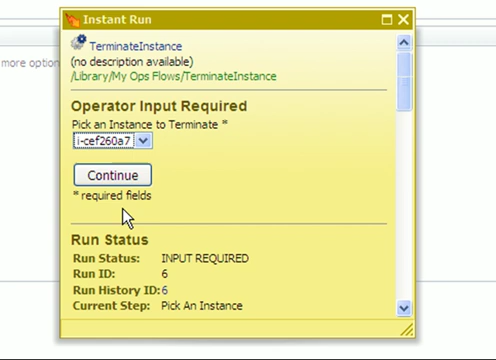 Instant Run
TerminateInstance
(no description available)
/Library/My Ops Flows/TerminateInstance
more option
Operator Input Required
Pick an Instance to Terminate *
i-cef260a7
Continue
* required fields
Run Status
Run Status: INPUT REQUIRED
Run ID: 6
Run History ID: 6
Current Step: Pick An Instance